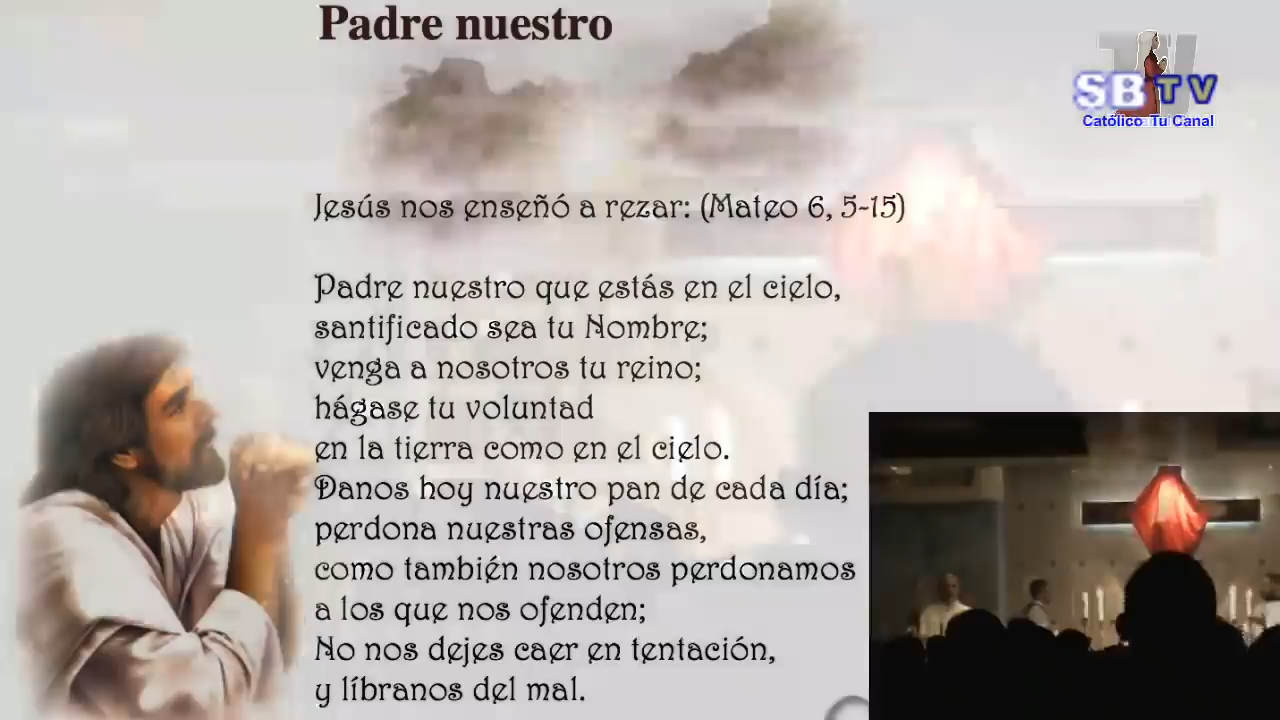 Padre nuestro
SBTV
Católico Tu Canal
Jesús nos enseñó a rezar: (Mateo 6, 5-15)
Padre nuestro que estás en el cielo,
santificado sea tu Nombre;
venga a nosotros tu reino;
hágase tu voluntad
en la tierra como en el cielo.
Danos hoy nuestro pan de cada día;
perdona nuestras ofensas,
como también nosotros perdonamos
a los que nos ofenden;
No nos dejes caer en tentación,
y líbranos del mal.